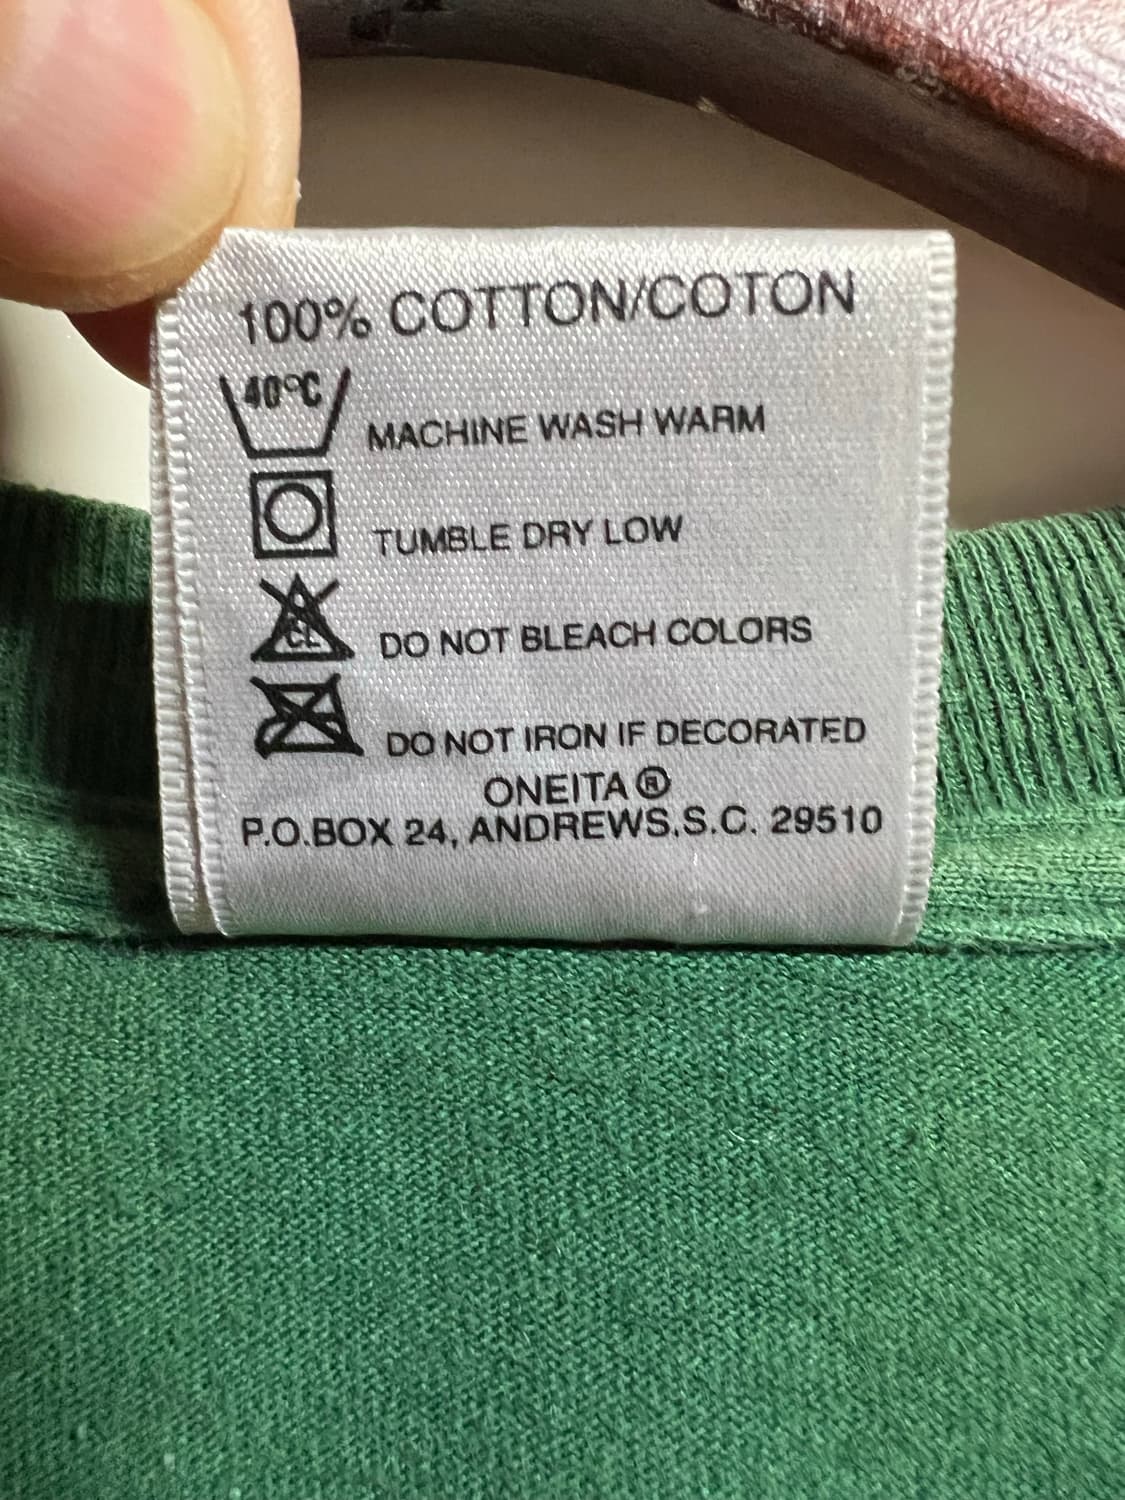 100% COTTON/COTON
40°C
MACHINE WASH WARM
TUMBLE DRY LOW
CL
DO NOT BLEACH COLORS
DO NOT IRON IF DECORATED
ONEITA ®
P.O.BOX 24, ANDREWS.S.C. 29510